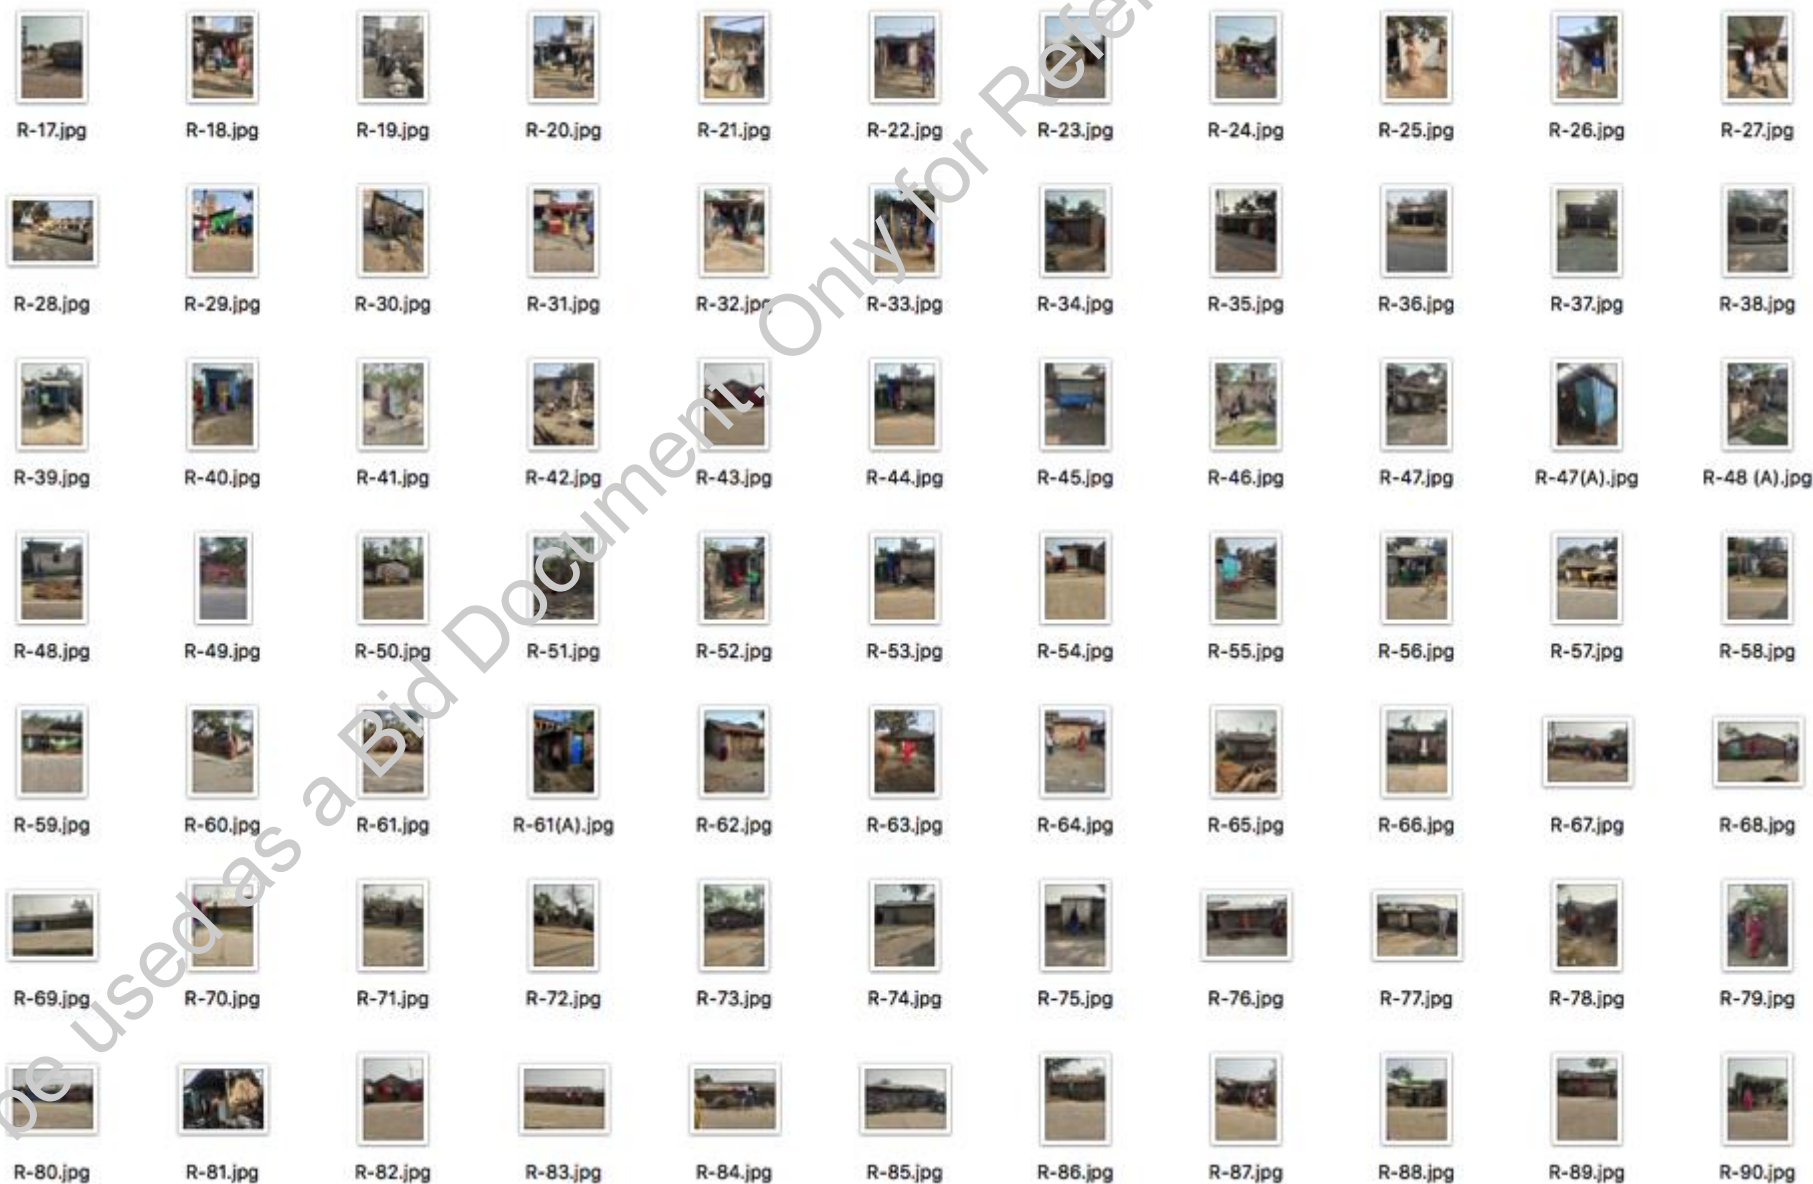 R-17.jpg R-18.jpg R-19.jpg R-20.jpg R-21.jpg R-22.jpg R-23.jpg R-24.jpg R-25.jpg R-26.jpg R-27.jpg
R-28.jpg R-29.jpg R-30.jpg R-31.jpg R-32.jpg R-33.jpg R-34.jpg R-35.jpg R-36.jpg R-37.jpg R-38.jpg
R-39.jpg R-40.jpg R-41.jpg R-42.jpg R-43.jpg R-44.jpg R-45.jpg R-46.jpg R-47.jpg R-47(A).jpg R-48 (A).jpg
R-48.jpg R-49.jpg R-50.jpg R-51.jpg R-52.jpg R-53.jpg R-54.jpg R-55.jpg R-56.jpg R-57.jpg R-58.jpg
R-59.jpg R-60.jpg R-61.jpg R-61(A).jpg R-62.jpg R-63.jpg R-64.jpg R-65.jpg R-66.jpg R-67.jpg R-68.jpg
R-69.jpg R-70.jpg R-71.jpg R-72.jpg R-73.jpg R-74.jpg R-75.jpg R-76.jpg R-77.jpg R-78.jpg R-79.jpg
R-80.jpg R-81.jpg R-82.jpg R-83.jpg R-84.jpg R-85.jpg R-86.jpg R-87.jpg R-88.jpg R-89.jpg R-90.jpg
be used as a Bid Document, Only for Refer